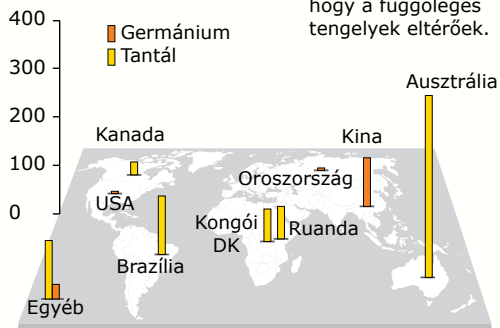 hogy a függőleges
tengelyek eltérőek.
400
300
200
100
0
Germánium
Tantál
Ausztrália
Kanada
Kína
USA
Oroszország
Kongói
DK
Ruanda
Brazília
Egyéb